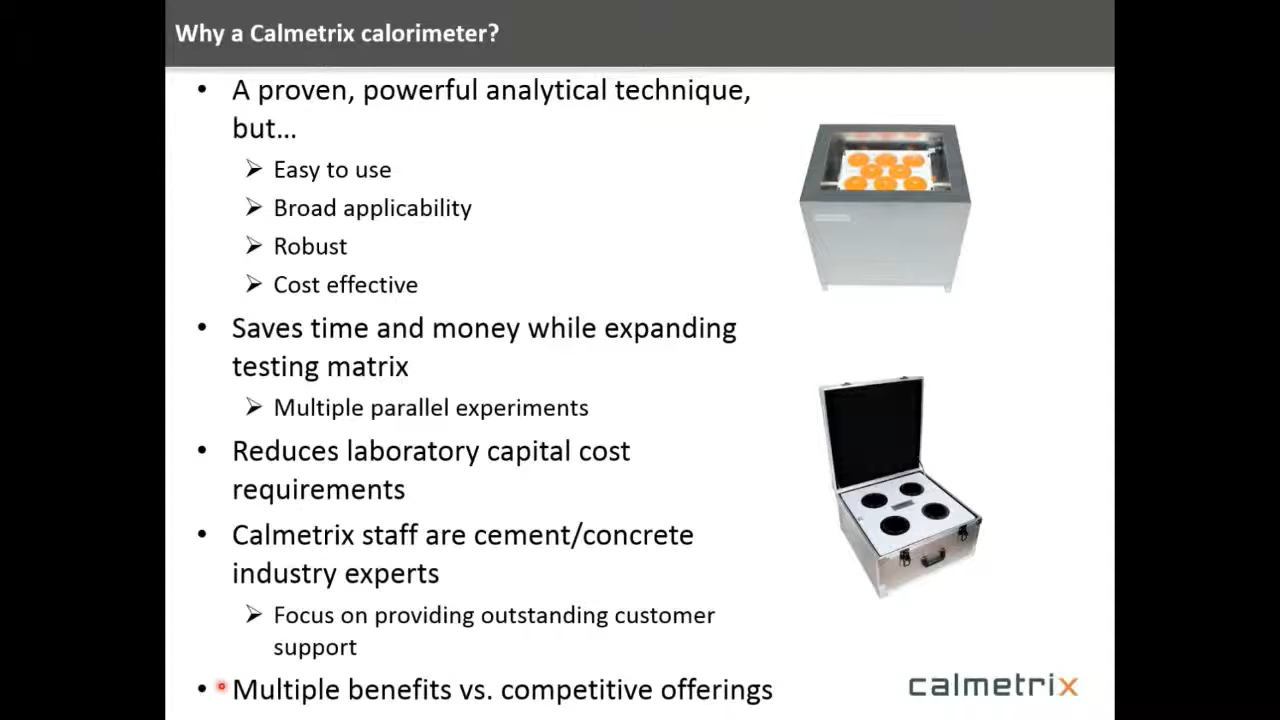 Why a Calmetrix calorimeter?
• A proven, powerful analytical technique,
but...
➢ Easy to use
➢ Broad applicability
➢ Robust
➢ Cost effective
• Saves time and money while expanding
testing matrix
➢ Multiple parallel experiments
• Reduces laboratory capital cost
requirements
• Calmetrix staff are cement/concrete
industry experts
➢ Focus on providing outstanding customer
support
• Multiple benefits vs. competitive offerings
calmetrix